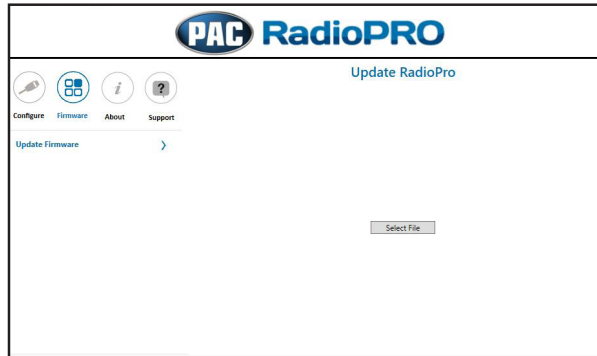 PAC RadioPRO
Update RadioPro
i
?
Configure Firmware About Support
Update Firmware
Select File